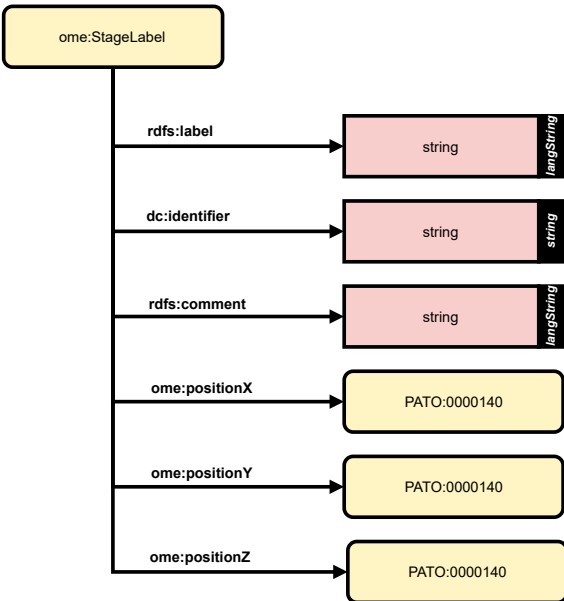 ome:StageLabel
rdfs:label
string
langString
dc:identifier
string
string
rdfs:comment
string
langString
ome:positionX
PATO:0000140
ome:positionY
PATO:0000140
ome:positionZ
PATO:0000140